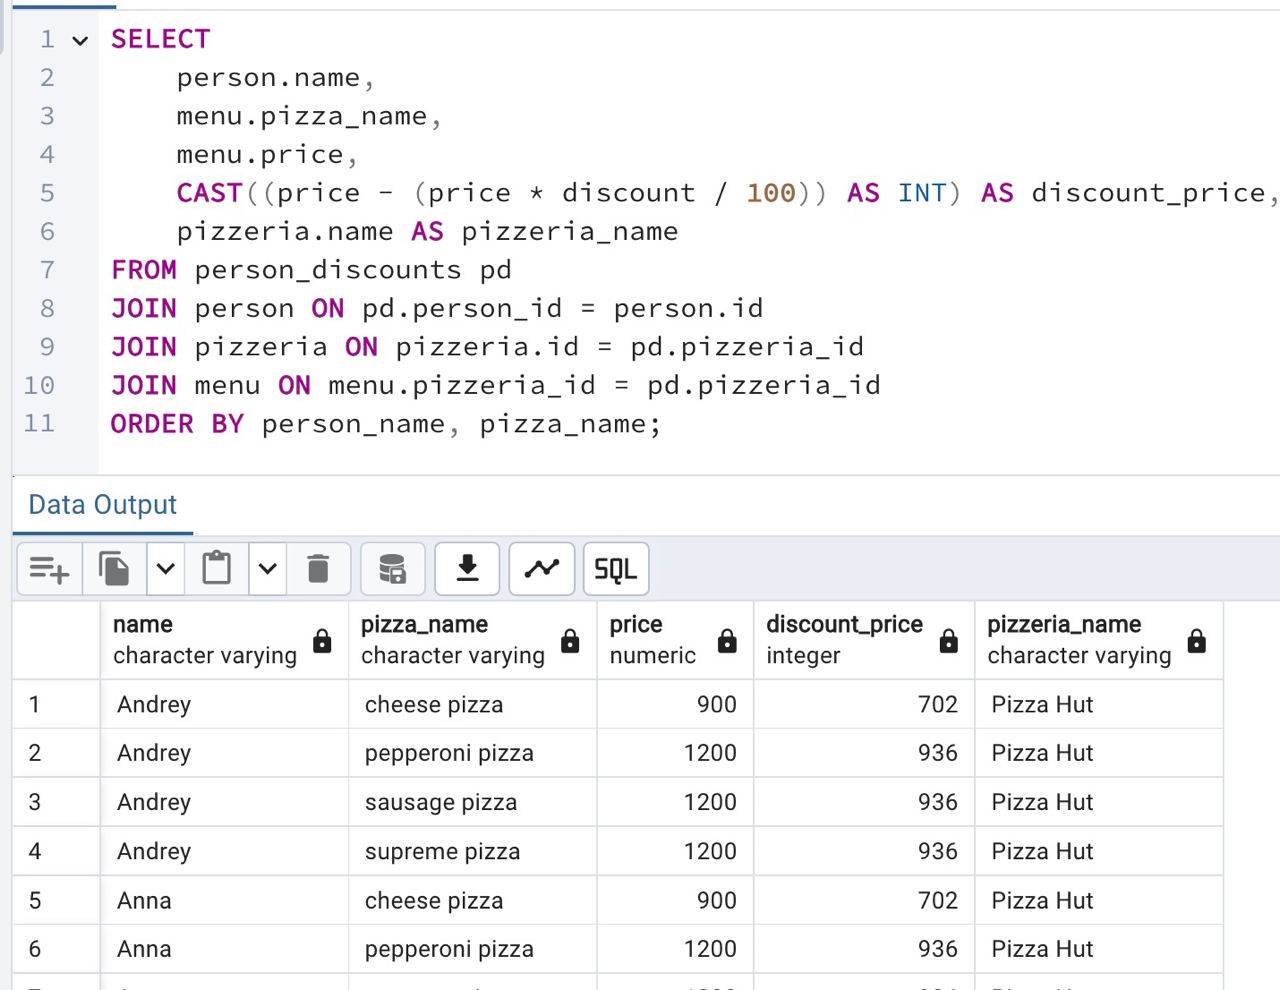 1 SELECT
2 person.name,
3 menu.pizza_name,
4 menu.price,
5 CAST((price - (price * discount / 100)) AS INT) AS discount_price,
6 pizzeria.name AS pizzeria_name
7 FROM person_discounts pd
8 JOIN person ON pd.person_id = person.id
9 JOIN pizzeria ON pizzeria.id = pd.pizzeria_id
10 JOIN menu ON menu.pizzeria_id = pd.pizzeria_id
11 ORDER BY person_name, pizza_name;
Data Output
SQL
name pizza_name price discount_price pizzeria_name
character varying character varying numeric integer character varying
1 Andrey cheese pizza 900 702 Pizza Hut
2 Andrey pepperoni pizza 1200 936 Pizza Hut
3 Andrey sausage pizza 1200 936 Pizza Hut
4 Andrey supreme pizza 1200 936 Pizza Hut
5 Anna cheese pizza 900 702 Pizza Hut
6 Anna pepperoni pizza 1200 936 Pizza Hut